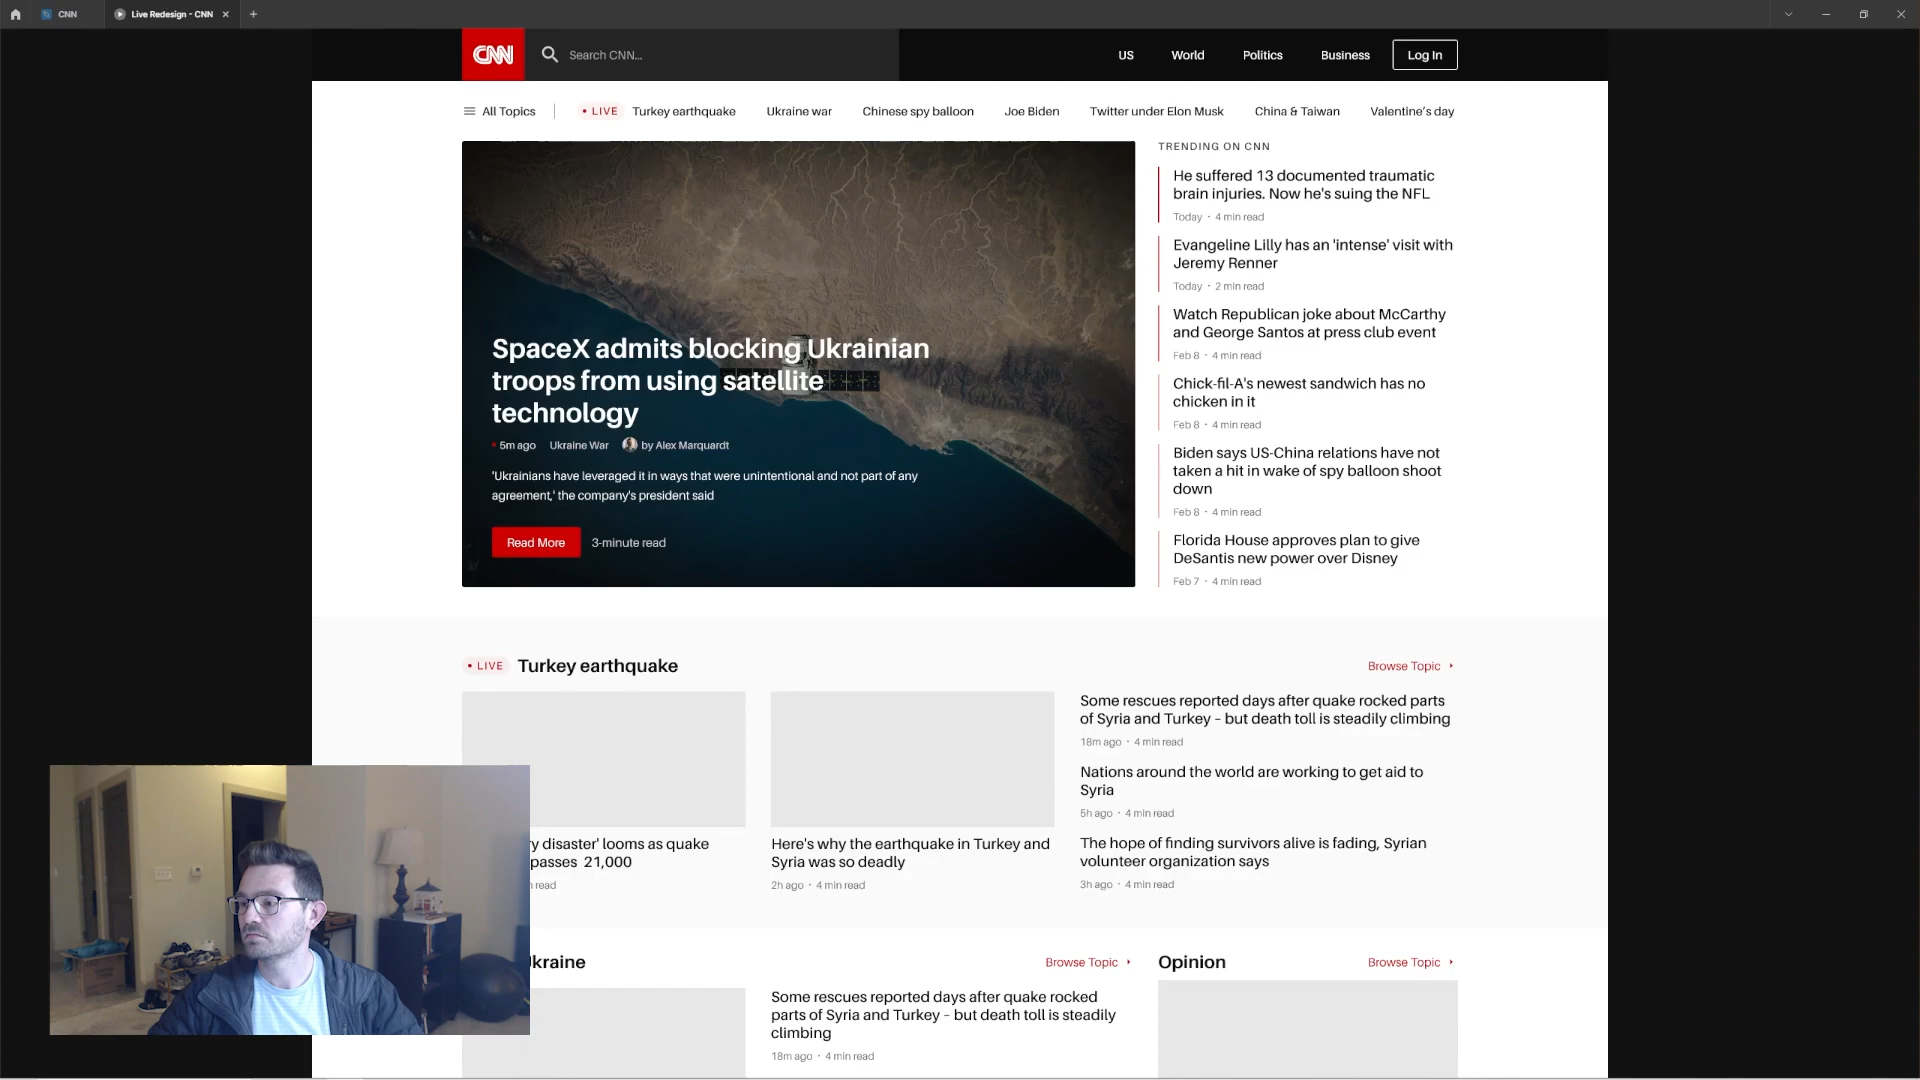 CNN
Live Redesign - CNN
CNN
Search CNN...
US
World
Politics
Business
Log In
All Topics
LIVE
Turkey earthquake
Ukraine war
Chinese spy balloon
Joe Biden
Twitter under Elon Musk
China & Taiwan
Valentine's day
SpaceX admits blocking Ukrainian
troops from using satellite
technology
5m ago
Ukraine War
by Alex Marquardt
'Ukrainians have leveraged it in ways that were unintentional and not part of any
agreement,' the company's president said
Read More
3-minute read
TRENDING ON CNN
He suffered 13 documented traumatic
brain injuries. Now he's suing the NFL
Today · 4 min read
Evangeline Lilly has an 'intense' visit with
Jeremy Renner
Today · 2 min read
Watch Republican joke about McCarthy
and George Santos at press club event
Feb 8 · 4 min read
Chick-fil-A's newest sandwich has no
chicken in it
Feb 8 · 4 min read
Biden says US-China relations have not
taken a hit in wake of spy balloon shoot
down
Feb 8 · 4 min read
Florida House approves plan to give
DeSantis new power over Disney
Feb 7 · 4 min read
LIVE
Turkey earthquake
Browse Topic
y disaster' looms as quake
passes 21,000
read
Here's why the earthquake in Turkey and
Syria was so deadly
2h ago · 4 min read
Some rescues reported days after quake rocked parts
of Syria and Turkey – but death toll is steadily climbing
18m ago · 4 min read
Nations around the world are working to get aid to
Syria
5h ago · 4 min read
The hope of finding survivors alive is fading, Syrian
volunteer organization says
3h ago · 4 min read
kraine
Browse Topic
Some rescues reported days after quake rocked
parts of Syria and Turkey – but death toll is steadily
climbing
18m ago · 4 min read
Opinion
Browse Topic